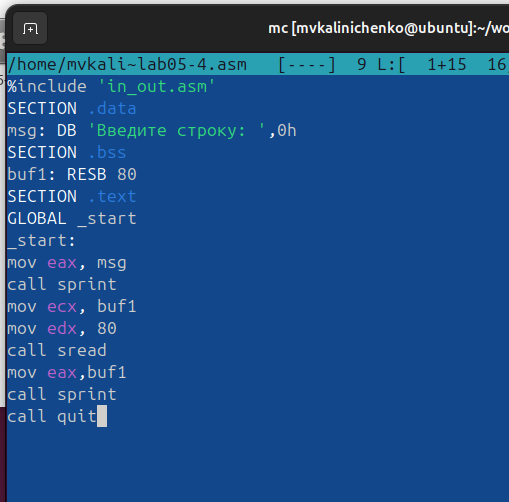 mc [mvkalinichenko@ubuntu]:~/wo
/home/mvkali~lab05-4.asm [----] 9 L:[ 1+15 16
%include 'in_out.asm'
SECTION .data
msg: DB 'Введите строку: ',0h
SECTION .bss
buf1: RESB 80
SECTION .text
GLOBAL _start
_start:
mov eax, msg
call sprint
mov ecx, buf1
mov edx, 80
call sread
mov eax,buf1
call sprint
call quit